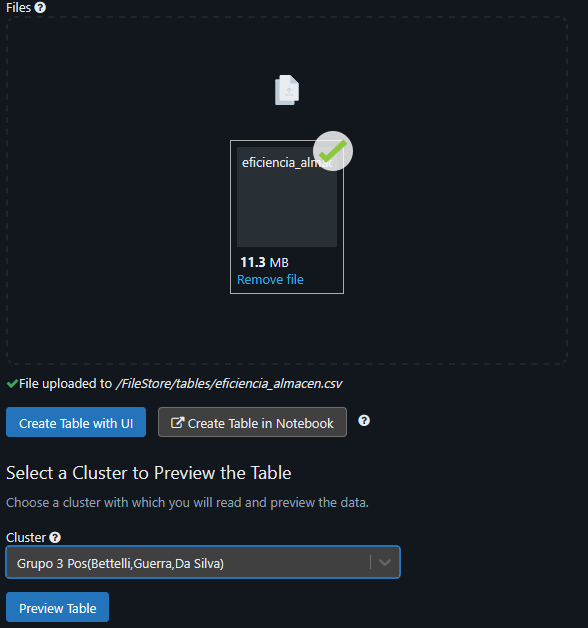 Files
eficiencia_alma
11.3 MB
Remove file
File uploaded to /FileStore/tables/eficiencia_almacen.csv
Create Table with UI
Create Table in Notebook
Select a Cluster to Preview the Table
Choose a cluster with which you will read and preview the data.
Cluster
Grupo 3 Pos(Bettelli,Guerra,Da Silva)
Preview Table